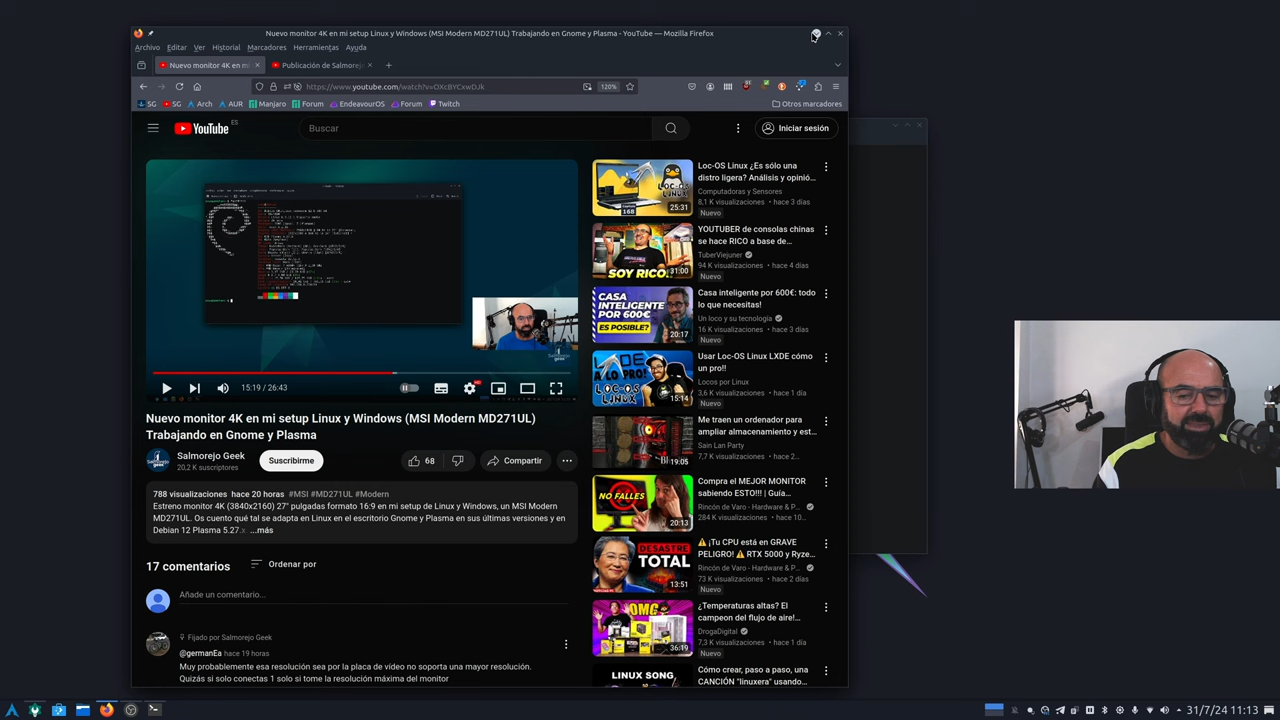 Nuevo monitor 4K en mi setup Linux y Windows (MSI Modern MD271UL) Trabajando en Gnome y Plasma - YouTube — Mozilla Firefox
Archivo Editar Ver Historial Marcadores Herramientas Ayuda
Nuevo monitor 4K en mi
Publicación de Salmorej
https://www.youtube.com/watch?v=OXcBYCxwDJk
120%
SG SG Arch AUR Manjaro Forum EndeavourOS Forum Twitch
Otros marcadores
YouTube ES
Buscar
Iniciar sesión
15:19 / 26:43
Nuevo monitor 4K en mi setup Linux y Windows (MSI Modern MD271UL)
Trabajando en Gnome y Plasma
Salmorejo Geek
20,2 K suscriptores
Suscribirme
68
Compartir
788 visualizaciones hace 20 horas #MSI #MD271UL #Modern
Estreno monitor 4K (3840x2160) 27" pulgadas formato 16:9 en mi setup de Linux y Windows, un MSI Modern
MD271UL. Os cuento qué tal se adapta en Linux en el escritorio Gnome y Plasma en sus últimas versiones y en
Debian 12 Plasma 5.27.x ...más
17 comentarios
Ordenar por
Añade un comentario...
Fijado por Salmorejo Geek
@germanEa hace 19 horas
Muy probablemente esa resolución sea por la placa de vídeo no soporta una mayor resolución.
Quizás si solo conectas 1 solo si tome la resolución máxima del monitor
LOC-OS
LINUX
168
25:31
Loc-OS Linux ¿Es sólo una
distro ligera? Análisis y opinió...
Computadoras y Sensores
8,1 K visualizaciones • hace 3 días
Nuevo
SOY RICO.
31:00
YOUTUBER de consolas chinas
se hace RICO a base de...
TuberViejuner
94 K visualizaciones • hace 4 días
Nuevo
CASA
INTELIGENTE
POR 600€
ES POSIBLE?
20:17
Casa inteligente por 600€: todo
lo que necesitas!
Un loco y su tecnología
16 K visualizaciones • hace 3 días
Nuevo
15:14
Usar Loc-OS Linux LXDE cómo
un pro!!
Locos por Linux
3,6 K visualizaciones • hace 1 día
Nuevo
19:05
Me traen un ordenador para
ampliar almacenamiento y est...
Sain Lan Party
7,7 K visualizaciones • hace 2...
NO FALLES
20:13
Compra el MEJOR MONITOR
sabiendo ESTO!!! | Guía...
Rincón de Varo - Hardware & P...
284 K visualizaciones • hace 10...
DESASTRE
TOTAL
13:51
¡Tu CPU está en GRAVE
PELIGRO! RTX 5000 y Ryze...
Rincón de Varo - Hardware & P...
73 K visualizaciones • hace 2 días
Nuevo
OMG
36:19
¿Temperaturas altas? El
campeon del flujo de aire!...
DrogaDigital
7,3 K visualizaciones • hace 1 día
Nuevo
LINUX SONG,
Cómo crear, paso a paso, una
CANCIÓN "linuxera" usando...
31/7/24 11:13